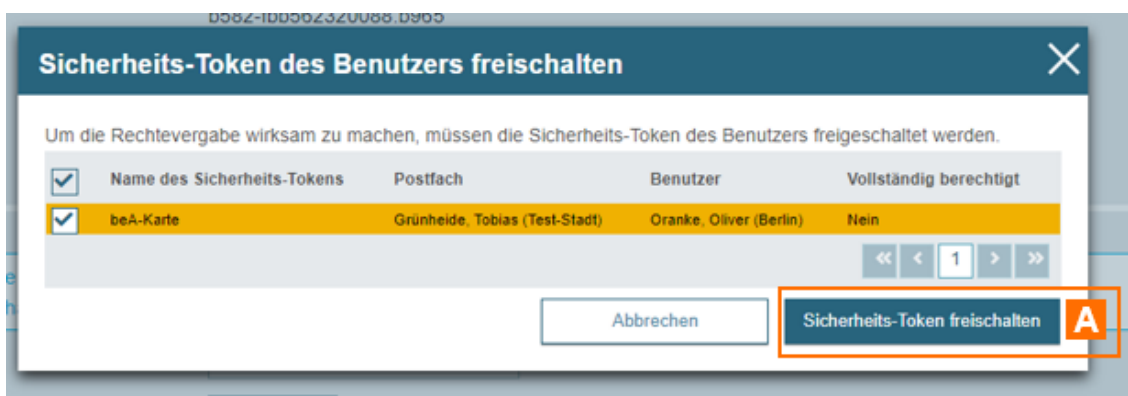 Sicherheits-Token des Benutzers freischalten
Um die Rechtevergabe wirksam zu machen, müssen die Sicherheits-Token des Benutzers freigeschaltet werden.
Name des Sicherheits-Tokens Postfach Benutzer Vollständig berechtigt
beA-Karte Grünheide, Tobias (Test-Stadt) Oranke, Oliver (Berlin) Nein
« < 1 > »
Abbrechen Sicherheits-Token freischalten A